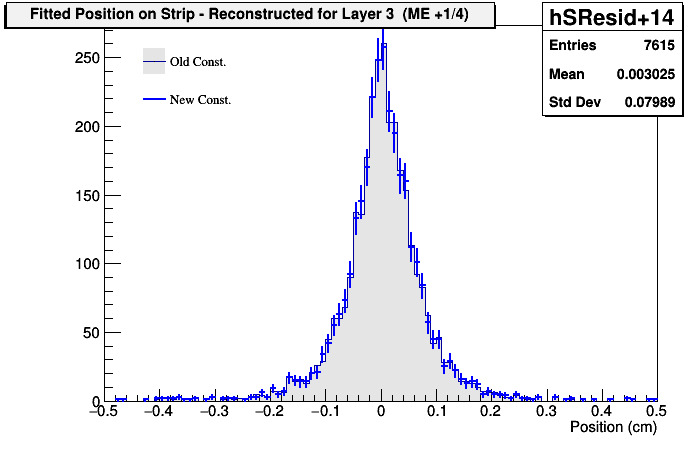 Fitted Position on Strip - Reconstructed for Layer 3 (ME +1/4)
hSResid+14
Entries 7615
Mean 0.003025
Std Dev 0.07989
Old Const.
New Const.
250
200
150
100
50
0
−0.5 −0.4 −0.3 −0.2 −0.1 0 0.1 0.2 0.3 0.4 0.5
Position (cm)